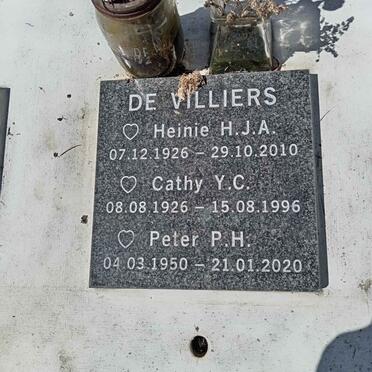 DE VILLIERS
♡ Heinie H.J.A.
07.12.1926 – 29.10.2010
♡ Cathy Y.C.
08.08.1926 – 15.08.1996
♡ Peter P.H.
04.03.1950 – 21.01.2020